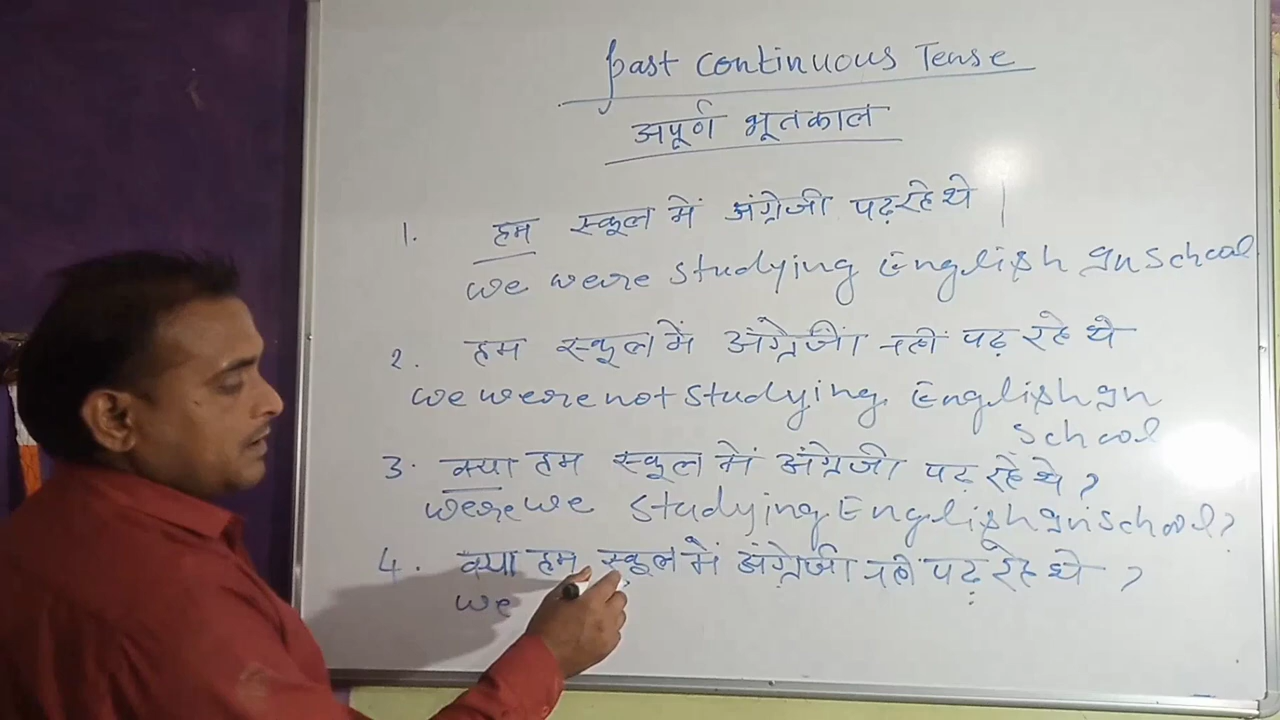 Past Continuous Tense
अपूर्ण भूतकाल
1. हम स्कूल में अंग्रेजी पढ़ रहे थे |
we were studying English In School
2. हम स्कूल में अंग्रेजी नहीं पढ़ रहे थे
we were not studying English In
School
3. क्या हम स्कूल में अंग्रेजी पढ़ रहे थे ?
were we studying English In School ?
4. क्या हम स्कूल में अंग्रेजी नहीं पढ़ रहे थे ?
we